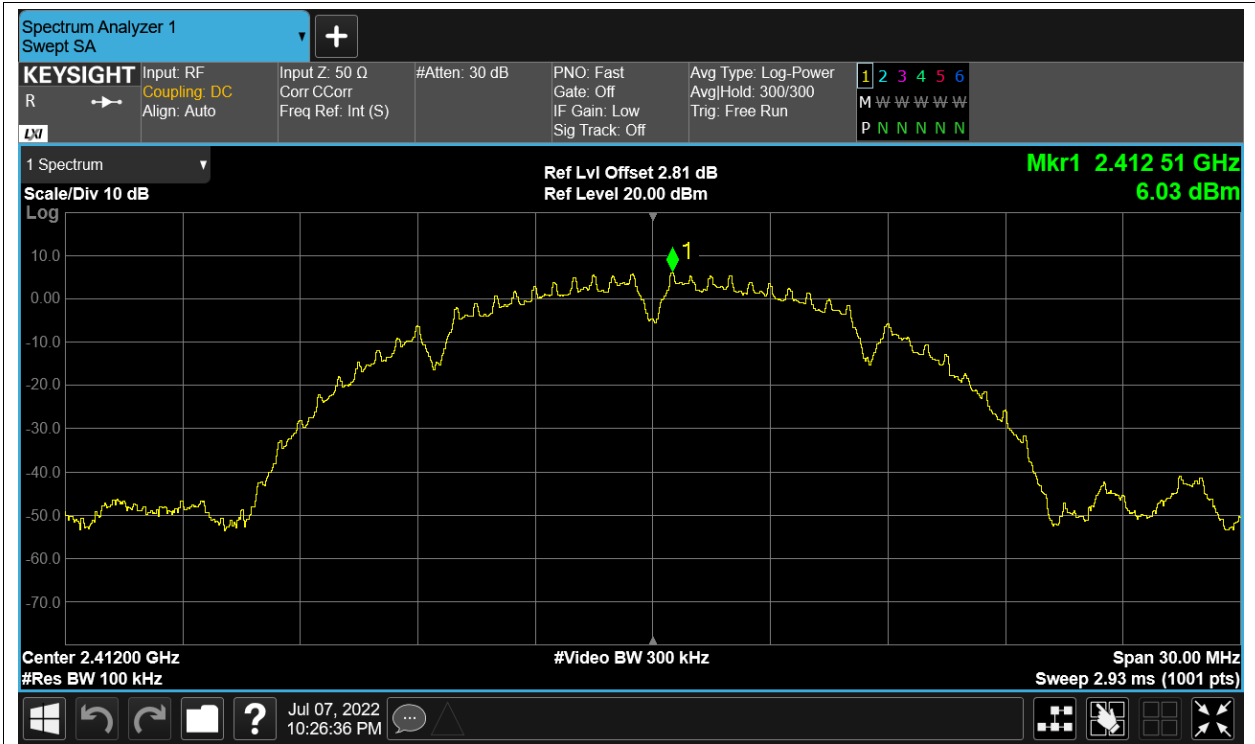 Spectrum Analyzer 1
Swept SA
+
KEYSIGHT
R
LXI
Input: RF
Coupling: DC
Align: Auto
Input Z: 50 Ω
Corr CCorr
Freq Ref: Int (S)
#Atten: 30 dB
PNO: Fast
Gate: Off
IF Gain: Low
Sig Track: Off
Avg Type: Log-Power
Avg|Hold: 300/300
Trig: Free Run
1 2 3 4 5 6
M W W W W W
P N N N N N
1 Spectrum
Scale/Div 10 dB
Log
Ref Lvl Offset 2.81 dB
Ref Level 20.00 dBm
Mkr1 2.412 51 GHz
6.03 dBm
1
10.0
0.00
-10.0
-20.0
-30.0
-40.0
-50.0
-60.0
-70.0
Center 2.41200 GHz
#Res BW 100 kHz
#Video BW 300 kHz
Span 30.00 MHz
Sweep 2.93 ms (1001 pts)
?
Jul 07, 2022
10:26:36 PM